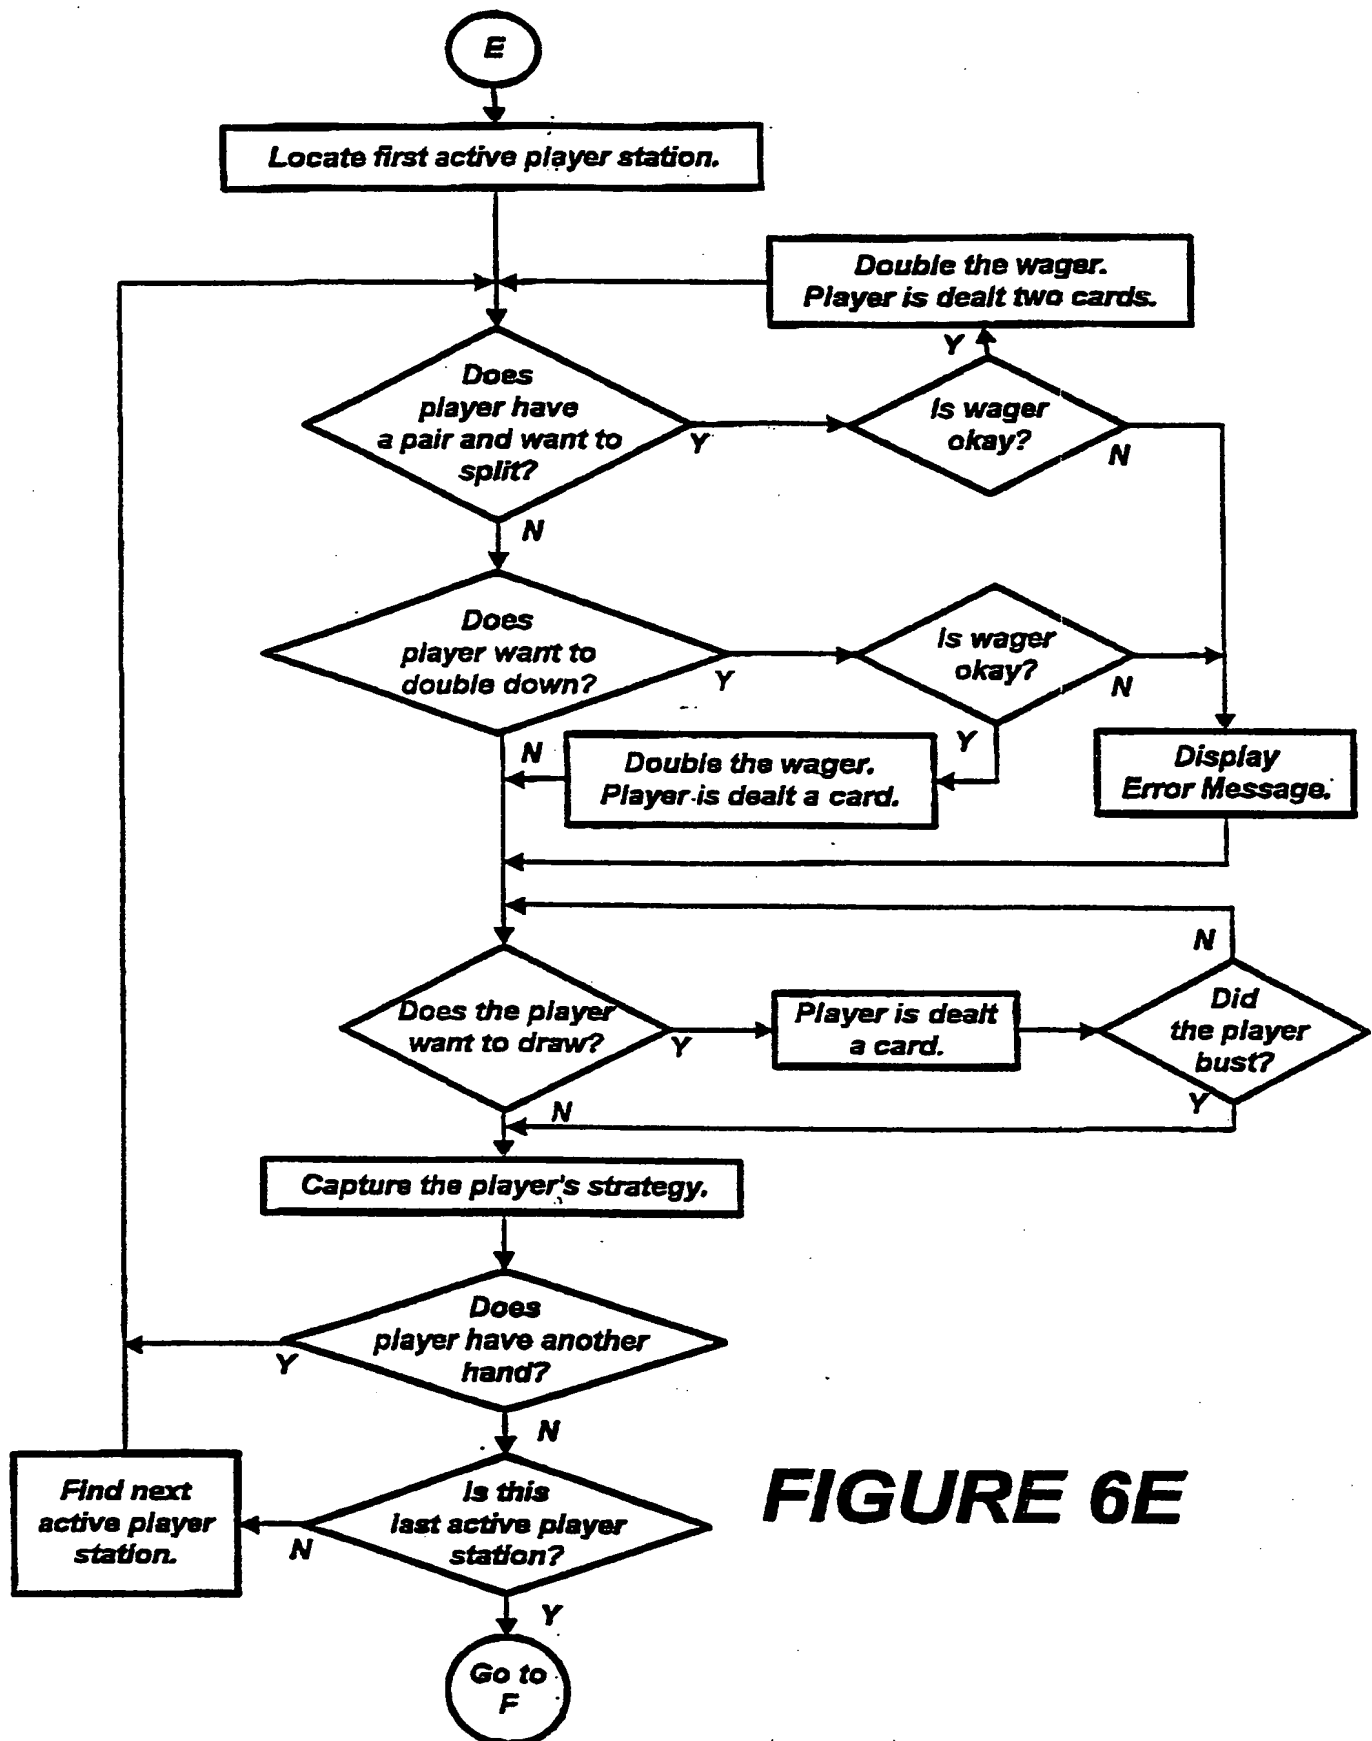 E
Locate first active player station.
Double the wager.
Player is dealt two cards.
Y
Does
player have
a pair and want to
split?
Y
Is wager
okay?
N
N
Does
player want to
double down?
Y
Is wager
okay?
N
N
Y
Double the wager.
Player is dealt a card.
Display
Error Message.
N
Does the player
want to draw?
Y
Player is dealt
a card.
Did
the player
bust?
Y
N
Capture the player's strategy.
Does
player have another
hand?
Y
N
Find next
active player
station.
Is this
last active player
station?
N
FIGURE 6E
Y
Go to
F